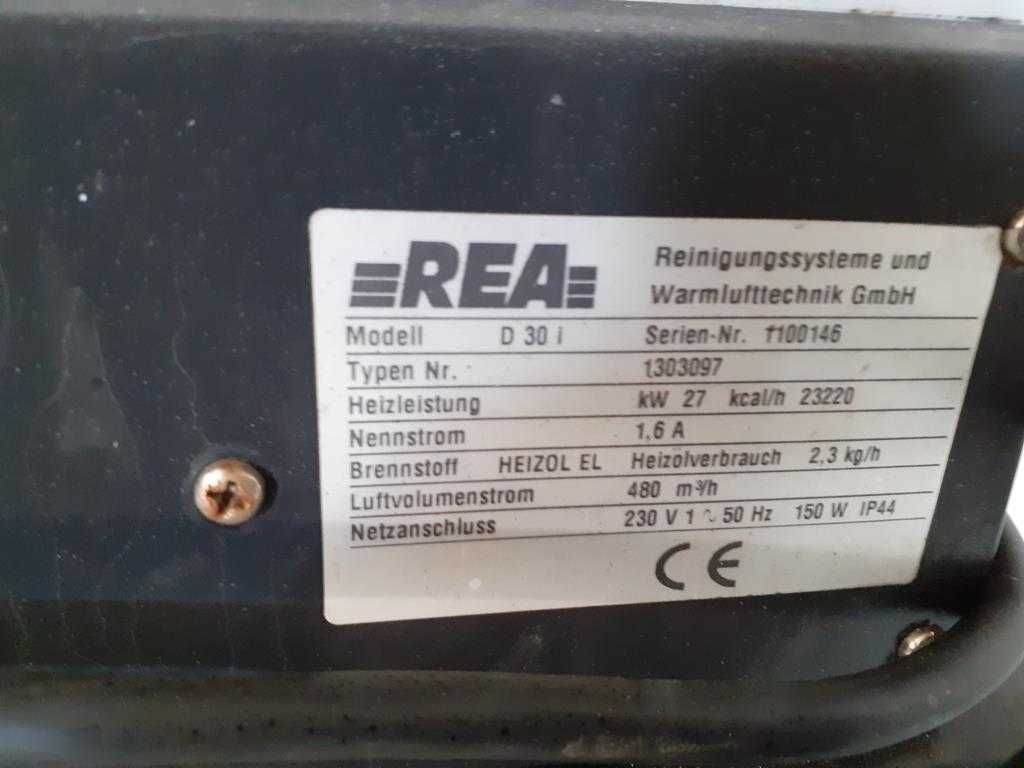 REA
Reinigungssysteme und
Warmlufttechnik GmbH
Modell D 30 i Serien-Nr. 1100146
Typen Nr. 1303097
Heizleistung kW 27 kcal/h 23220
Nennstrom 1,6 A
Brennstoff HEIZOL EL Heizölverbrauch 2,3 kg/h
Luftvolumenstrom 480 m³/h
Netzanschluss 230 V 1 ~ 50 Hz 150 W IP44
CE